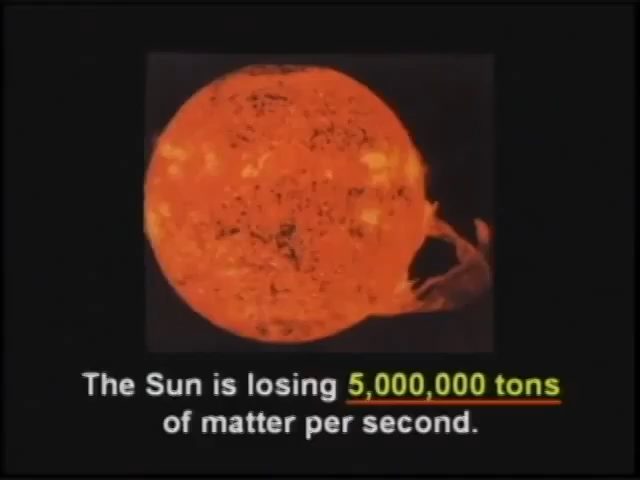 The Sun is losing 5,000,000 tons
of matter per second.